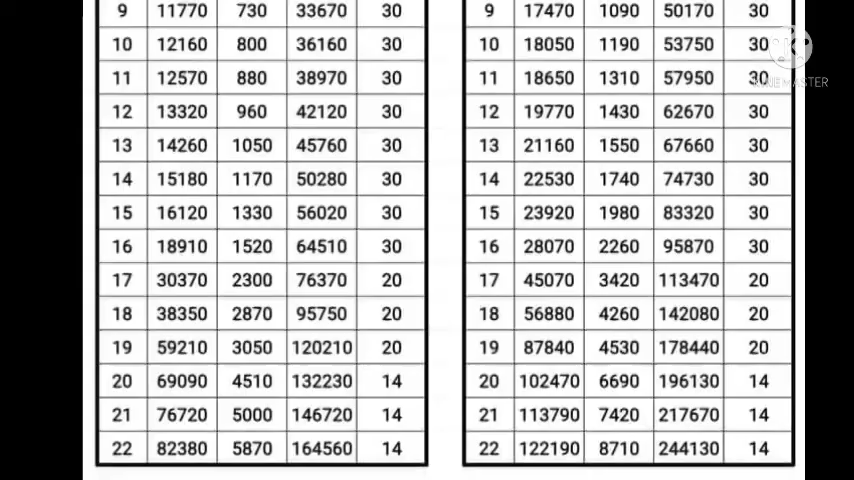 9 11770 730 33670 30 9 17470 1090 50170 30
10 12160 800 36160 30 10 18050 1190 53750 30
11 12570 880 38970 30 11 18650 1310 57950 30
12 13320 960 42120 30 12 19770 1430 62670 30
13 14260 1050 45760 30 13 21160 1550 67660 30
14 15180 1170 50280 30 14 22530 1740 74730 30
15 16120 1330 56020 30 15 23920 1980 83320 30
16 18910 1520 64510 30 16 28070 2260 95870 30
17 30370 2300 76370 20 17 45070 3420 113470 20
18 38350 2870 95750 20 18 56880 4260 142080 20
19 59210 3050 120210 20 19 87840 4530 178440 20
20 69090 4510 132230 14 20 102470 6690 196130 14
21 76720 5000 146720 14 21 113790 7420 217670 14
22 82380 5870 164560 14 22 122190 8710 244130 14
K
KINEMASTER